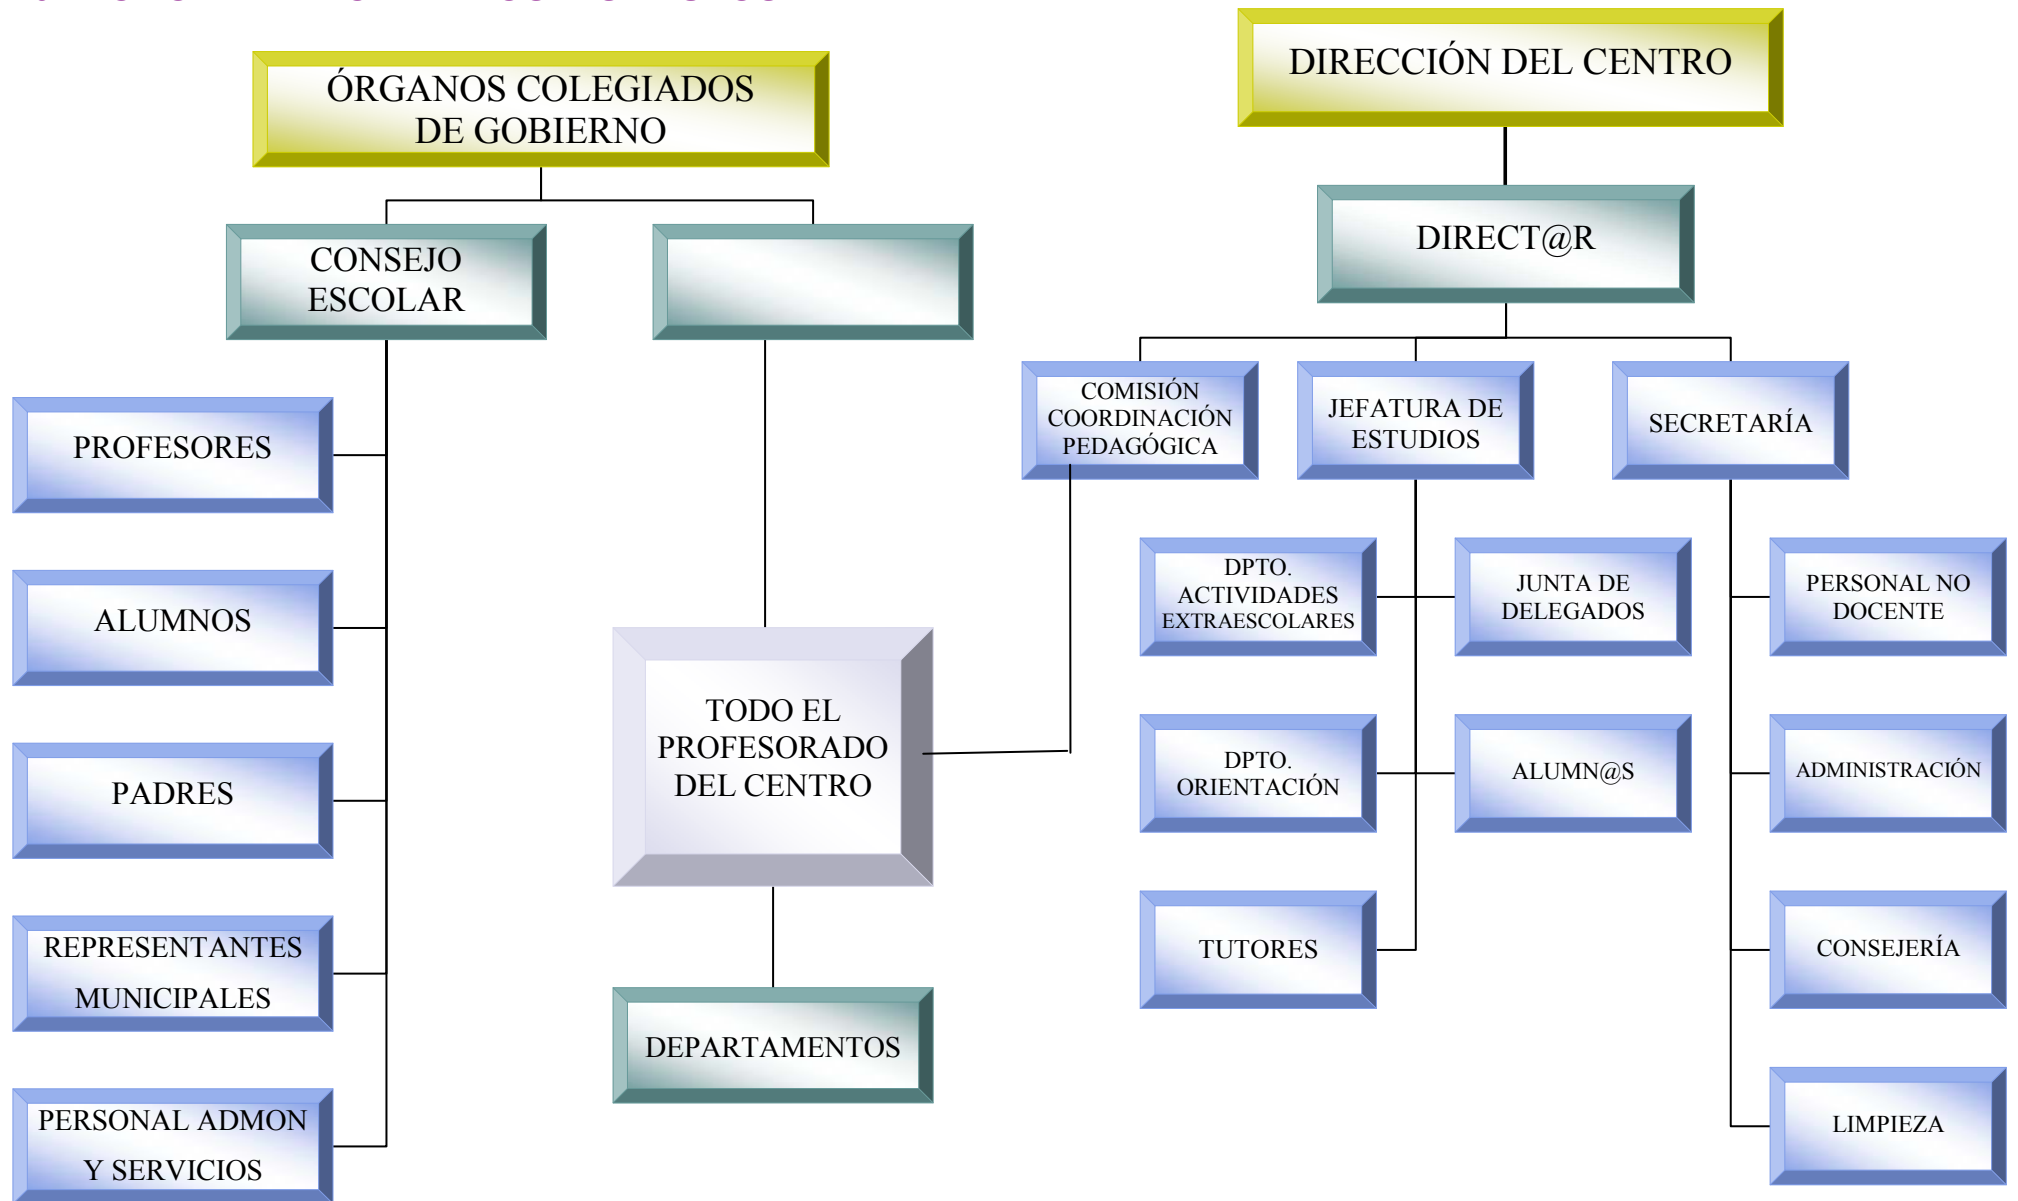 ÓRGANOS COLEGIADOS
DE GOBIERNO
CONSEJO
ESCOLAR
PROFESORES
ALUMNOS
PADRES
REPRESENTANTES
MUNICIPALES
PERSONAL ADMON
Y SERVICIOS
TODO EL
PROFESORADO
DEL CENTRO
DEPARTAMENTOS
DIRECCIÓN DEL CENTRO
DIRECT@R
COMISIÓN
COORDINACIÓN
PEDAGÓGICA
JEFATURA DE
ESTUDIOS
SECRETARÍA
DPTO.
ACTIVIDADES
EXTRAESCOLARES
JUNTA DE
DELEGADOS
DPTO.
ORIENTACIÓN
ALUMN@S
TUTORES
PERSONAL NO
DOCENTE
ADMINISTRACIÓN
CONSEJERÍA
LIMPIEZA